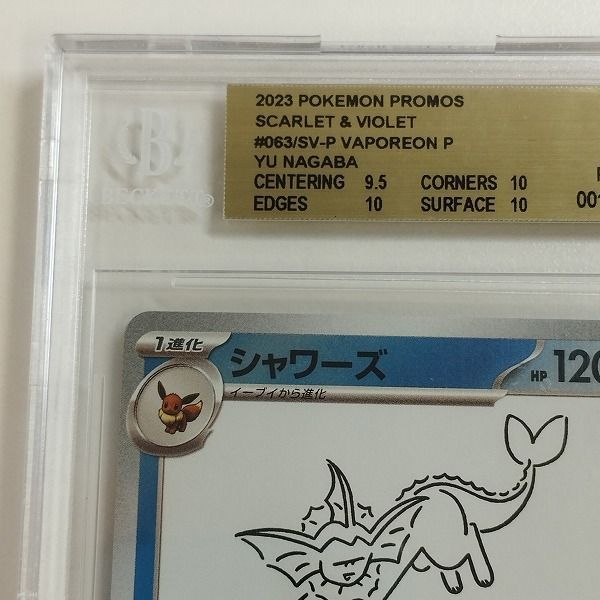 2023 POKEMON PROMOS
SCARLET & VIOLET
#063/SV-P VAPOREON P
YU NAGABA
CENTERING 9.5 CORNERS 10
EDGES 10 SURFACE 10 001
BECKETT®
1進化 シャワーズ HP 120
イーブイから進化